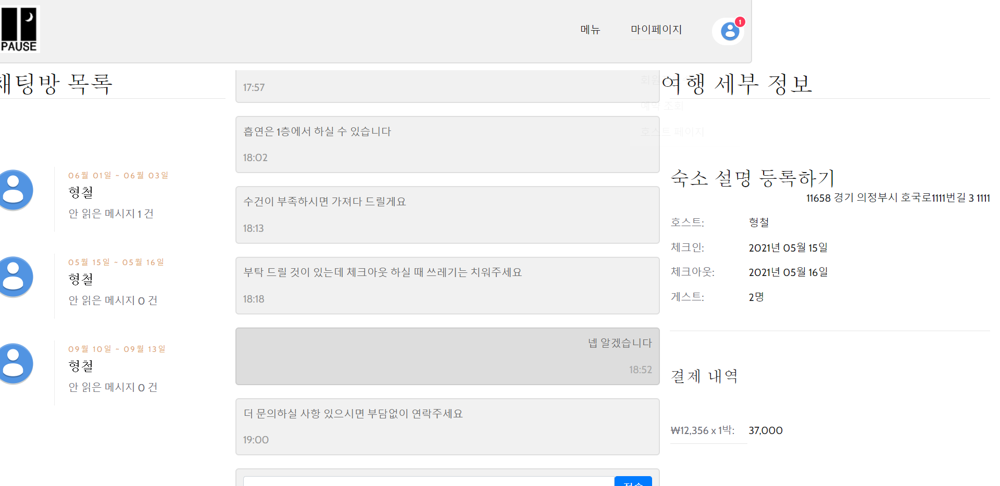 PAUSE
메뉴
마이페이지
1
채팅방 목록
06월 01일 ~ 06월 03일
형철
안 읽은 메시지 1 건
05월 15일 ~ 05월 16일
형철
안 읽은 메시지 0 건
09월 10일 ~ 09월 13일
형철
안 읽은 메시지 0 건
17:57
흡연은 1층에서 하실 수 있습니다
18:02
수건이 부족하시면 가져다 드릴게요
18:13
부탁 드릴 것이 있는데 체크아웃 하실 때 쓰레기는 치워주세요
18:18
넵 알겠습니다
18:52
더 문의하실 사항 있으시면 부담없이 연락주세요
19:00
전송
회원
예약 조회
호스트 페이지
여행 세부 정보
숙소 설명 등록하기
11658 경기 의정부시 호국로1111번길 3 1111
호스트: 형철
체크인: 2021년 05월 15일
체크아웃: 2021년 05월 16일
게스트: 2명
결제 내역
₩12,356 x 1박: 37,000